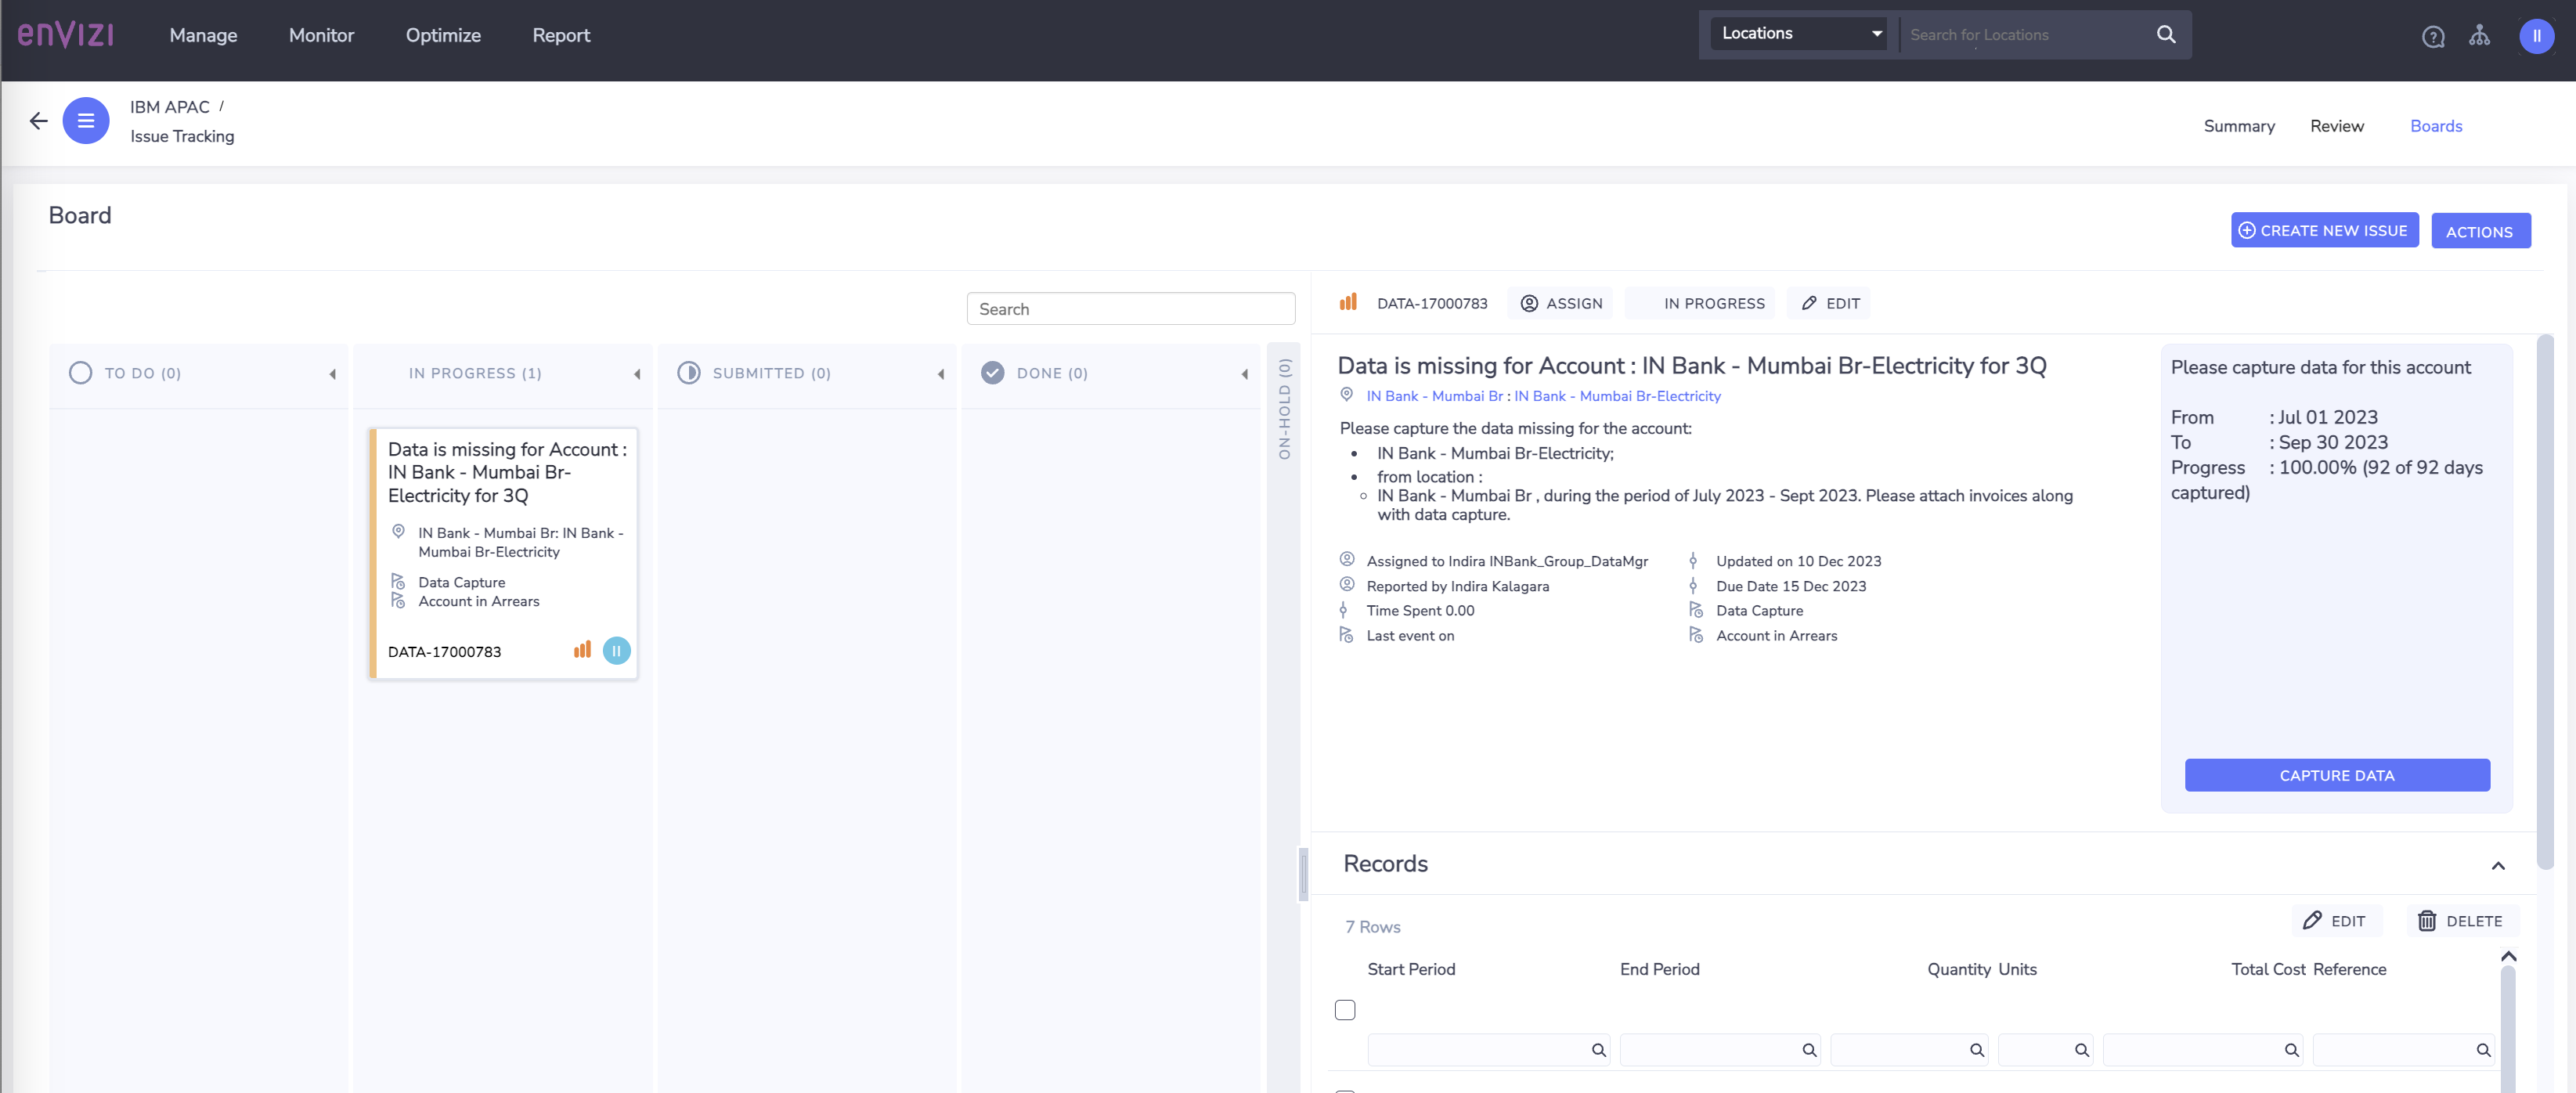 enVIZI
Manage
Monitor
Optimize
Report
Locations
Search for Locations
II
IBM APAC /
Issue Tracking
Summary
Review
Boards
Board
CREATE NEW ISSUE
ACTIONS
Search
TO DO (0)
IN PROGRESS (1)
SUBMITTED (0)
DONE (0)
ON-HOLD (0)
Data is missing for Account :
IN Bank - Mumbai Br-
Electricity for 3Q
IN Bank - Mumbai Br: IN Bank -
Mumbai Br-Electricity
Data Capture
Account in Arrears
DATA-17000783
II
DATA-17000783
ASSIGN
IN PROGRESS
EDIT
Data is missing for Account : IN Bank - Mumbai Br-Electricity for 3Q
IN Bank - Mumbai Br : IN Bank - Mumbai Br-Electricity
Please capture the data missing for the account:
• IN Bank - Mumbai Br-Electricity;
• from location :
○ IN Bank - Mumbai Br , during the period of July 2023 - Sept 2023. Please attach invoices along
with data capture.
Assigned to Indira INBank_Group_DataMgr
Updated on 10 Dec 2023
Reported by Indira Kalagara
Due Date 15 Dec 2023
Time Spent 0.00
Data Capture
Last event on
Account in Arrears
Please capture data for this account
From : Jul 01 2023
To : Sep 30 2023
Progress : 100.00% (92 of 92 days
captured)
CAPTURE DATA
Records
7 Rows
EDIT
DELETE
Start Period
End Period
Quantity
Units
Total Cost
Reference